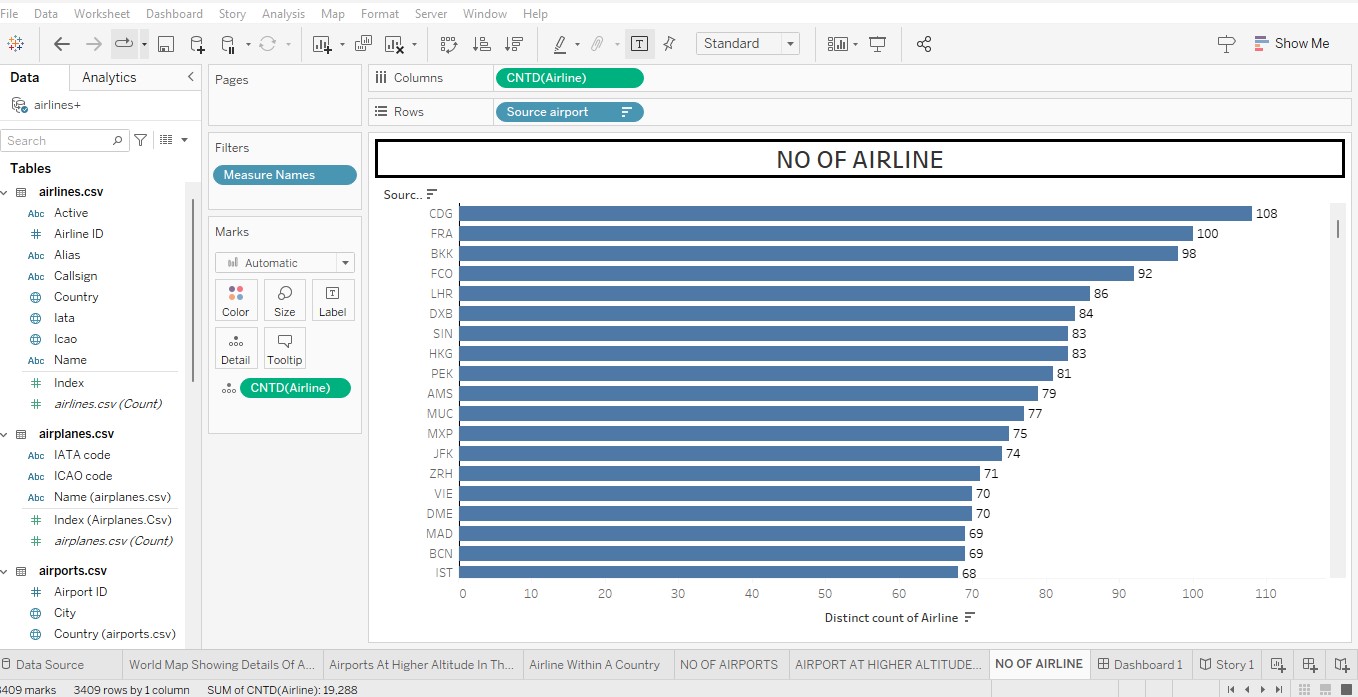 File Data Worksheet Dashboard Story Analysis Map Format Server Window Help
Standard
Show Me
Data Analytics
airlines+
Search
Tables
airlines.csv
Abc Active
# Airline ID
Abc Alias
Abc Callsign
Country
Iata
Icao
Abc Name
# Index
# airlines.csv (Count)
airplanes.csv
Abc IATA code
Abc ICAO code
Abc Name (airplanes.csv)
# Index (Airplanes.Csv)
# airplanes.csv (Count)
airports.csv
# Airport ID
City
Country (airports.csv)
Pages
Filters
Measure Names
Marks
Automatic
Color Size Label
Detail Tooltip
CNTD(Airline)
Columns CNTD(Airline)
Rows Source airport
NO OF AIRLINE
Sourc..
CDG 108
FRA 100
BKK 98
FCO 92
LHR 86
DXB 84
SIN 83
HKG 83
PEK 81
AMS 79
MUC 77
MXP 75
JFK 74
ZRH 71
VIE 70
DME 70
MAD 69
BCN 69
IST 68
0 10 20 30 40 50 60 70 80 90 100 110
Distinct count of Airline
Data Source World Map Showing Details Of A... Airports At Higher Altitude In Th... Airline Within A Country NO OF AIRPORTS AIRPORT AT HIGHER ALTITUDE... NO OF AIRLINE Dashboard 1 Story 1
3409 marks 3409 rows by 1 column SUM of CNTD(Airline): 19,288